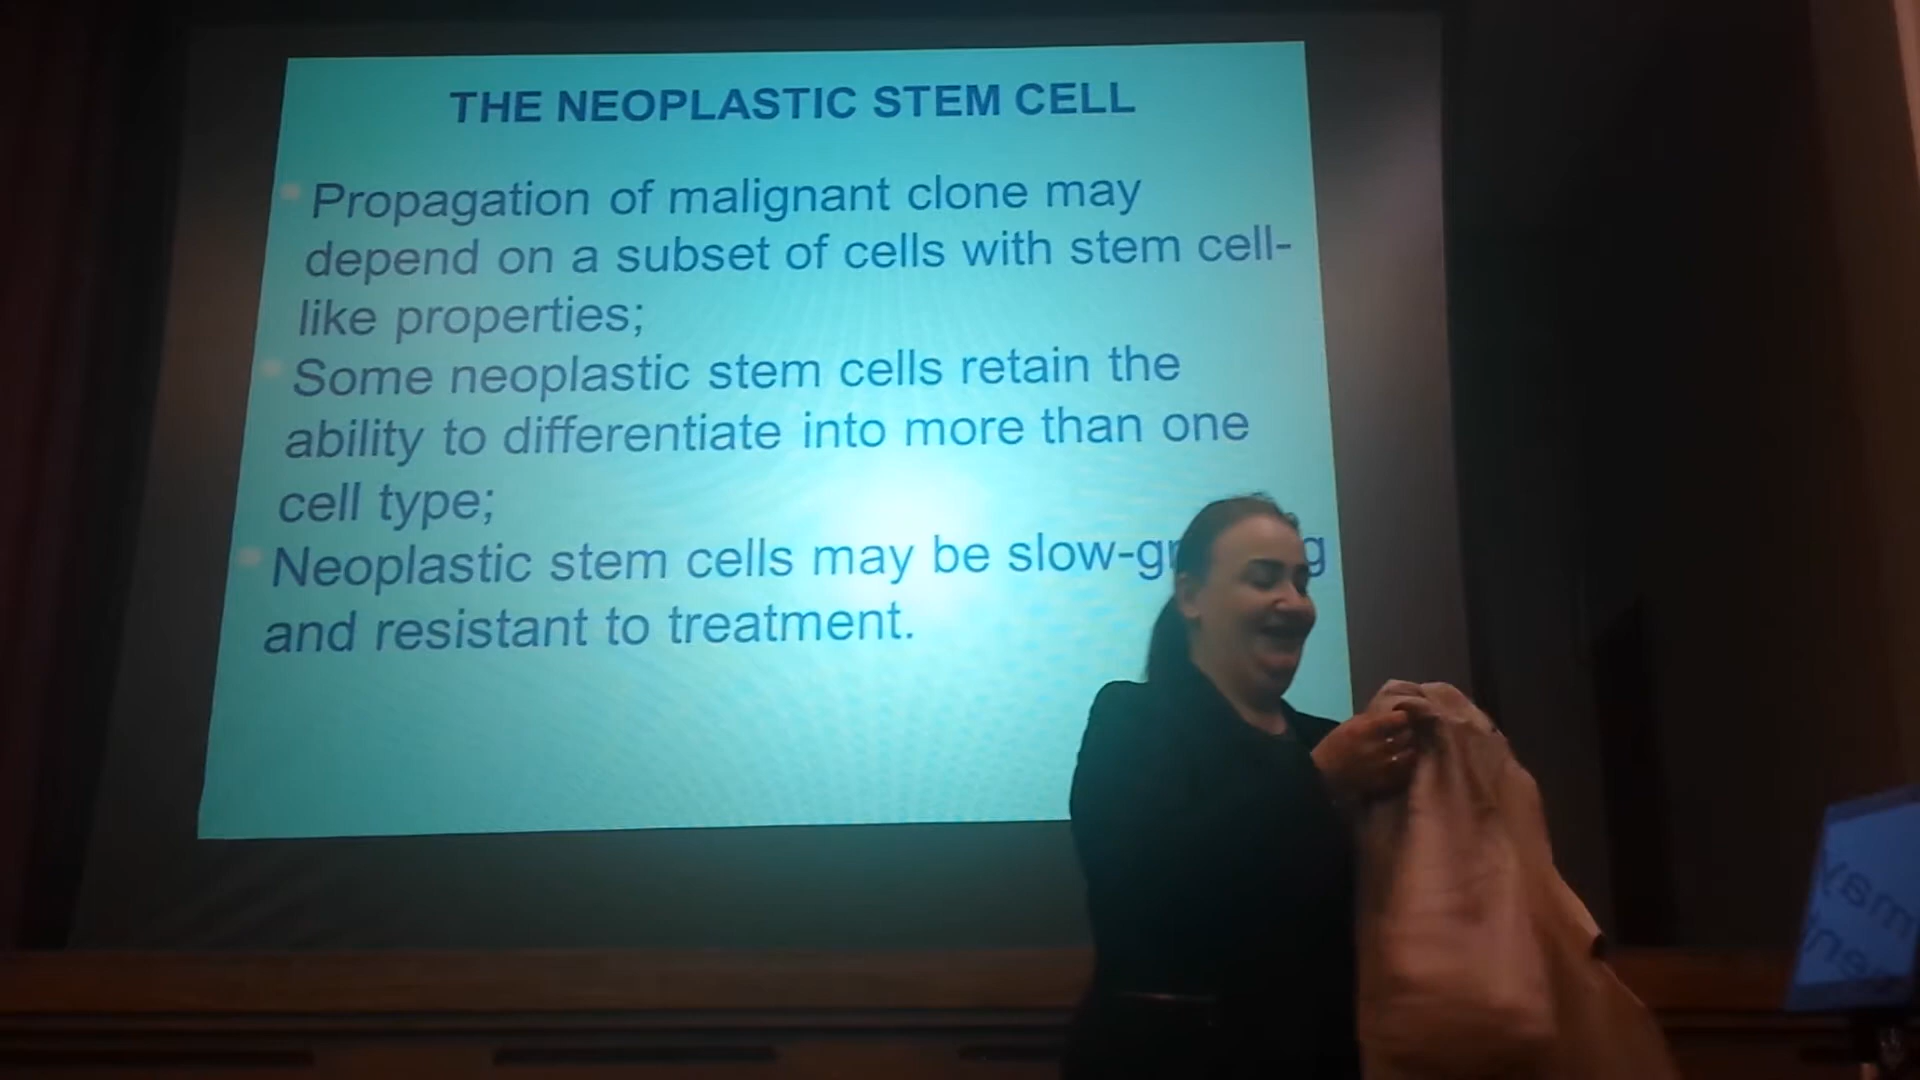 THE NEOPLASTIC STEM CELL
Propagation of malignant clone may
depend on a subset of cells with stem cell-
like properties;
Some neoplastic stem cells retain the
ability to differentiate into more than one
cell type;
Neoplastic stem cells may be
and resistant to treatment.